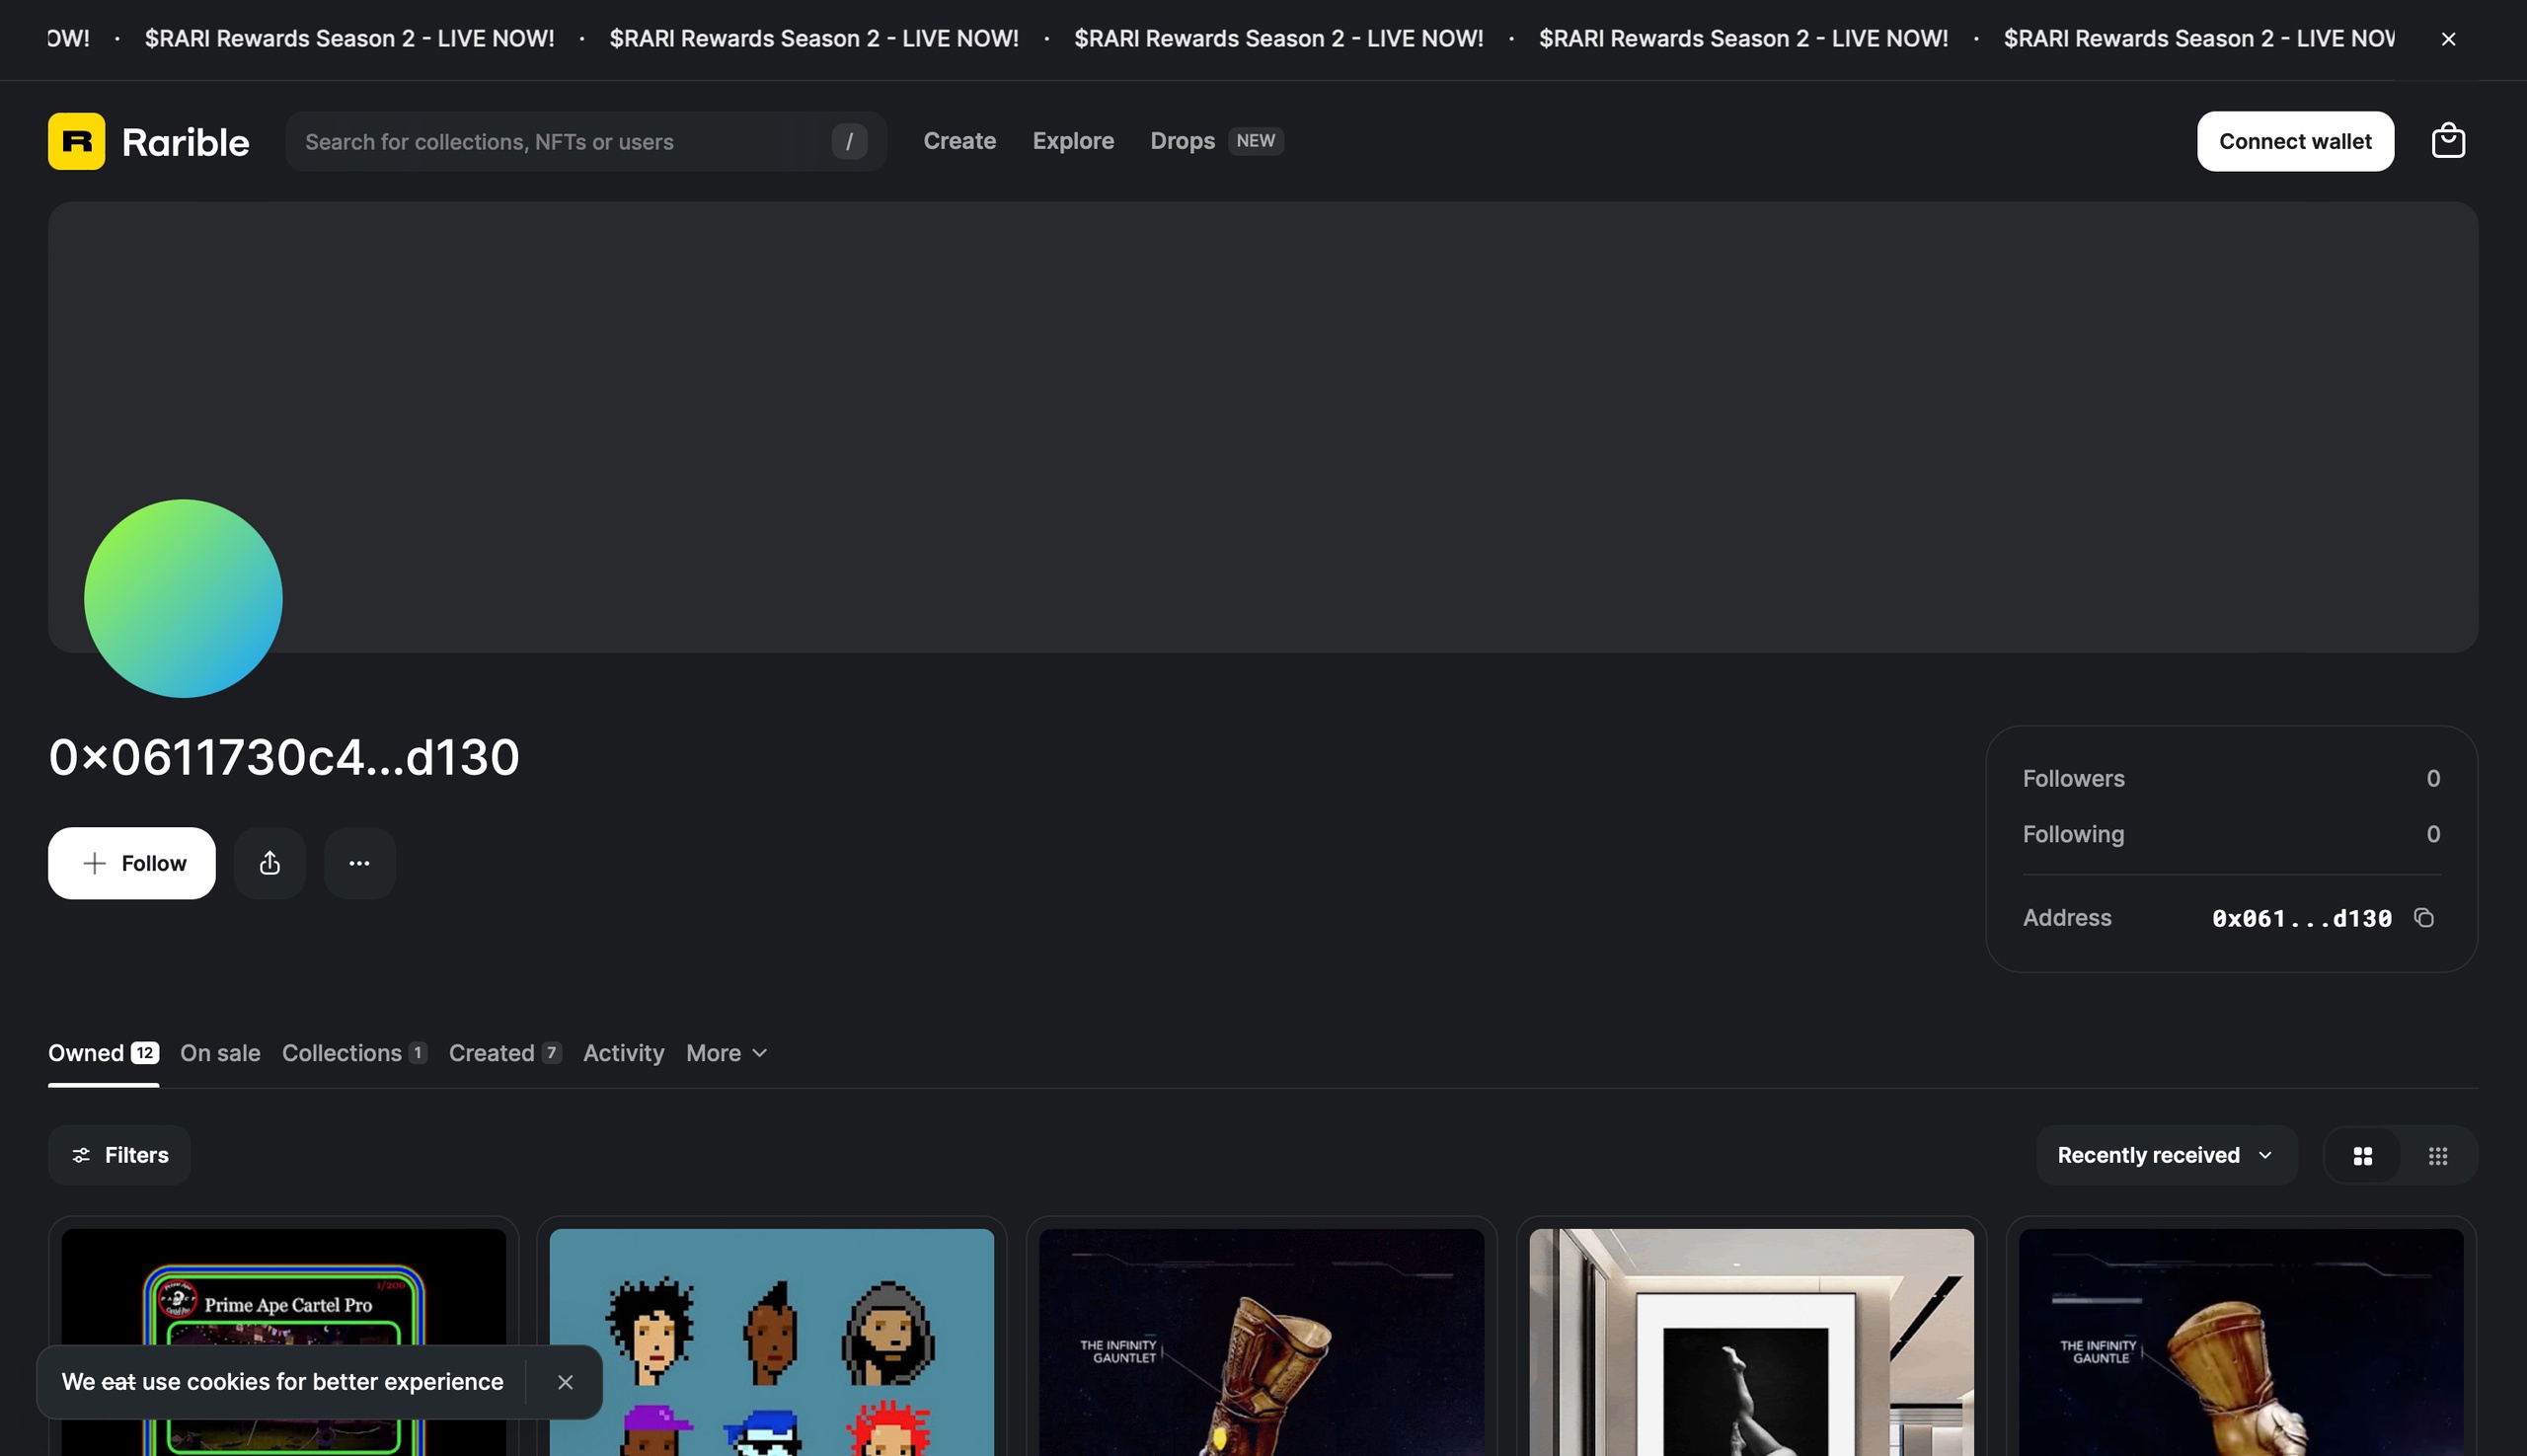 OW! · $RARI Rewards Season 2 - LIVE NOW! · $RARI Rewards Season 2 - LIVE NOW! · $RARI Rewards Season 2 - LIVE NOW! · $RARI Rewards Season 2 - LIVE NOW! · $RARI Rewards Season 2 - LIVE NOW
R Rarible Search for collections, NFTs or users / Create Explore Drops NEW Connect wallet
0×0611730c4...d130
Followers 0
Following 0
Follow
Address 0x061...d130
Owned 12 On sale Collections 1 Created 7 Activity More
Filters Recently received
1/200
Prime Ape Cartel Pro
THE INFINITY
GAUNTLET
THE INFINITY
GAUNTLE
We eat use cookies for better experience